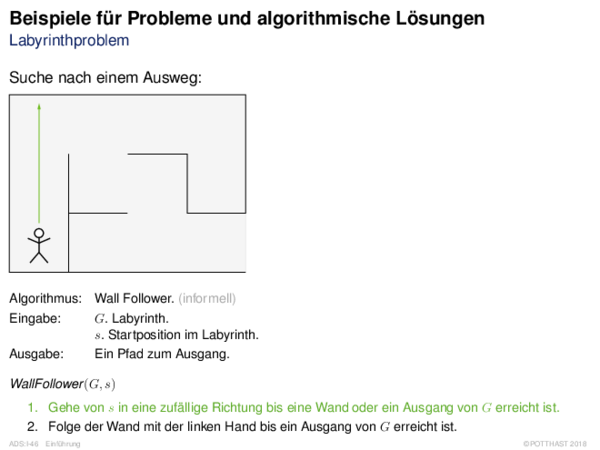 Beispiele für Probleme und algorithmische Lösungen
Labyrinthproblem
Suche nach einem Ausweg:
Algorithmus: Wall Follower. (informell)
Eingabe: G. Labyrinth.
s. Startposition im Labyrinth.
Ausgabe: Ein Pfad zum Ausgang.
WallFollower(G, s)
1. Gehe von s in eine zufällige Richtung bis eine Wand oder ein Ausgang von G erreicht ist.
2. Folge der Wand mit der linken Hand bis ein Ausgang von G erreicht ist.
ADS:I-46 Einführung ©POTTHAST 2018